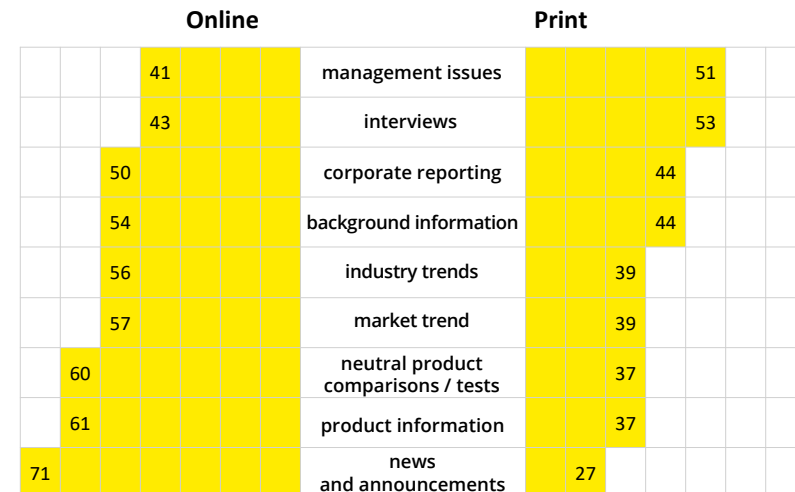 Online Print
41 management issues 51
43 interviews 53
50 corporate reporting 44
54 background information 44
56 industry trends 39
57 market trend 39
60 neutral product 37
comparisons / tests
61 product information 37
71 news 27
and announcements